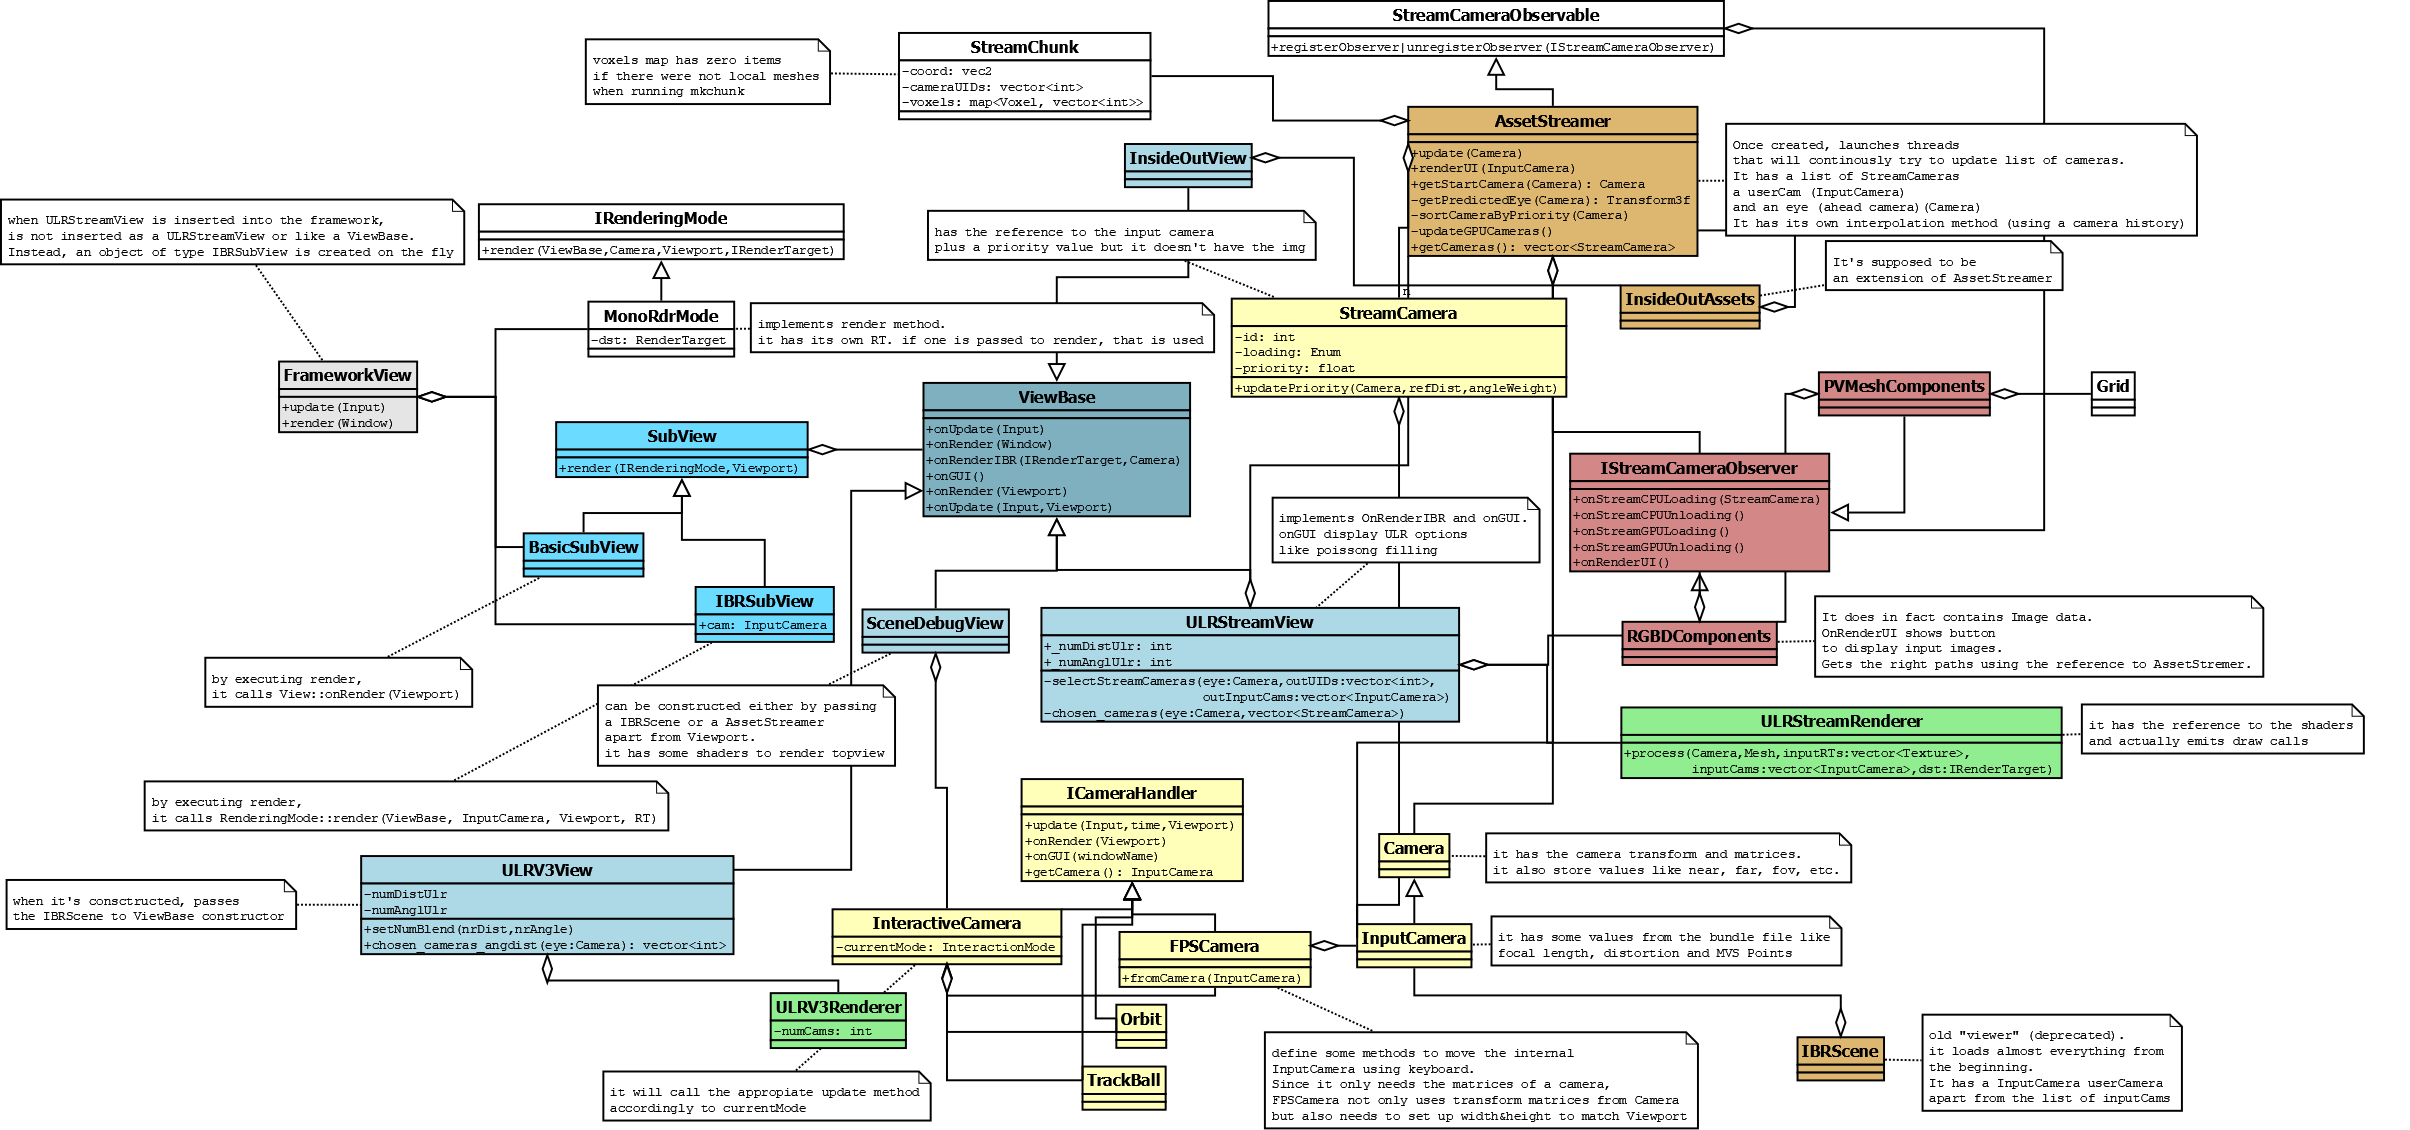 StreamCameraObservable
+registerObserver|unregisterObserver(IStreamCameraObserver)
StreamChunk
-coord: vec2
-cameraUIDs: vector<int>
-voxels: map<Voxel, vector<int>>
voxels map has zero items
if there were not local meshes
when running mkchunk
AssetStreamer
+update(Camera)
+renderUI(InputCamera)
+getStartCamera(Camera): Camera
-getPredictedEye(Camera): Transform3f
-sortCameraByPriority(Camera)
-updateGPUCameras()
+getCameras(): vector<StreamCamera>
Once created, launches threads
that will continously try to update list of cameras.
It has a list of StreamCameras
a userCam (InputCamera)
and an eye (ahead camera)(Camera)
It has its own interpolation method (using a camera history)
InsideOutView
has the reference to the input camera
plus a priority value but it doesn't have the img
when ULRStreamView is inserted into the framework,
is not inserted as a ULRStreamView or like a ViewBase.
Instead, an object of type IBRSubView is created on the fly
IRenderingMode
+render(ViewBase,Camera,Viewport,IRenderTarget)
It's supposed to be
an extension of AssetStreamer
InsideOutAssets
n
MonoRdrMode
-dst: RenderTarget
implements render method.
it has its own RT. if one is passed to render, that is used
StreamCamera
-id: int
-loading: Enum
-priority: float
+updatePriority(Camera,refDist,angleWeight)
FrameworkView
+update(Input)
+render(Window)
ViewBase
+onUpdate(Input)
+onRender(Window)
+onRenderIBR(IRenderTarget,Camera)
+onGUI()
+onRender(Viewport)
+onUpdate(Input,Viewport)
PVMeshComponents
Grid
SubView
+render(IRenderingMode,Viewport)
IStreamCameraObserver
+onStreamCPULoading(StreamCamera)
+onStreamCPUUnloading()
+onStreamGPULoading()
+onStreamGPUUnloading()
+onRenderUI()
implements OnRenderIBR and onGUI.
onGUI display ULR options
like poissong filling
BasicSubView
IBRSubView
+cam: InputCamera
SceneDebugView
ULRStreamView
+_numDistUlr: int
+_numAnglUlr: int
-selectStreamCameras(eye:Camera,outUIDs:vector<int>,
outInputCams:vector<InputCamera>)
-chosen_cameras(eye:Camera,vector<StreamCamera>)
RGBDComponents
It does in fact contains Image data.
OnRenderUI shows button
to display input images.
Gets the right paths using the reference to AssetStremer.
by executing render,
it calls View::onRender(Viewport)
can be constructed either by passing
a IBRScene or a AssetStreamer
apart from Viewport.
it has some shaders to render topview
ULRStreamRenderer
+process(Camera,Mesh,inputRTs:vector<Texture>,
inputCams:vector<InputCamera>,dst:IRenderTarget)
it has the reference to the shaders
and actually emits draw calls
by executing render,
it calls RenderingMode::render(ViewBase, InputCamera, Viewport, RT)
ICameraHandler
+update(Input,time,Viewport)
+onRender(Viewport)
+onGUI(windowName)
+getCamera(): InputCamera
Camera
it has the camera transform and matrices.
it also store values like near, far, fov, etc.
ULRV3View
-numDistUlr
-numAnglUlr
+setNumBlend(nrDist,nrAngle)
+chosen_cameras_angdist(eye:Camera): vector<int>
when it's consctructed, passes
the IBRScene to ViewBase constructor
InteractiveCamera
-currentMode: InteractionMode
FPSCamera
+fromCamera(InputCamera)
InputCamera
it has some values from the bundle file like
focal length, distortion and MVS Points
ULRV3Renderer
-numCams: int
Orbit
TrackBall
it will call the appropiate update method
accordingly to currentMode
define some methods to move the internal
InputCamera using keyboard.
Since it only needs the matrices of a camera,
FPSCamera not only uses transform matrices from Camera
but also needs to set up width&height to match Viewport
IBRScene
old "viewer" (deprecated).
it loads almost everything from
the beginning.
It has a InputCamera userCamera
apart from the list of inputCams